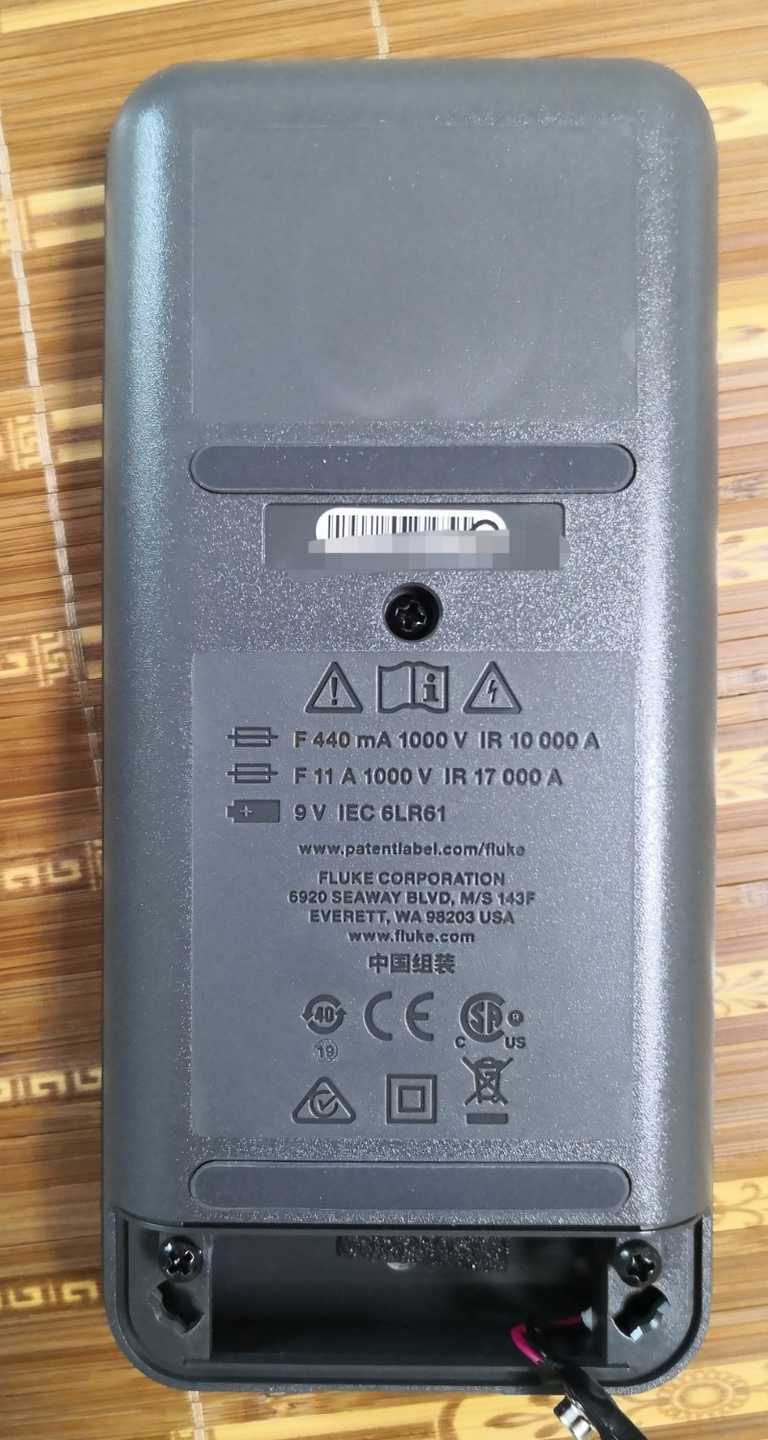 F 440 mA 1000 V IR 10 000 A
F 11 A 1000 V IR 17 000 A
9 V IEC 6LR61
www.patentlabel.com/fluke
FLUKE CORPORATION
6920 SEAWAY BLVD, M/S 143F
EVERETT, WA 98203 USA
www.fluke.com
中国组装
40 CE C SA ® US
19